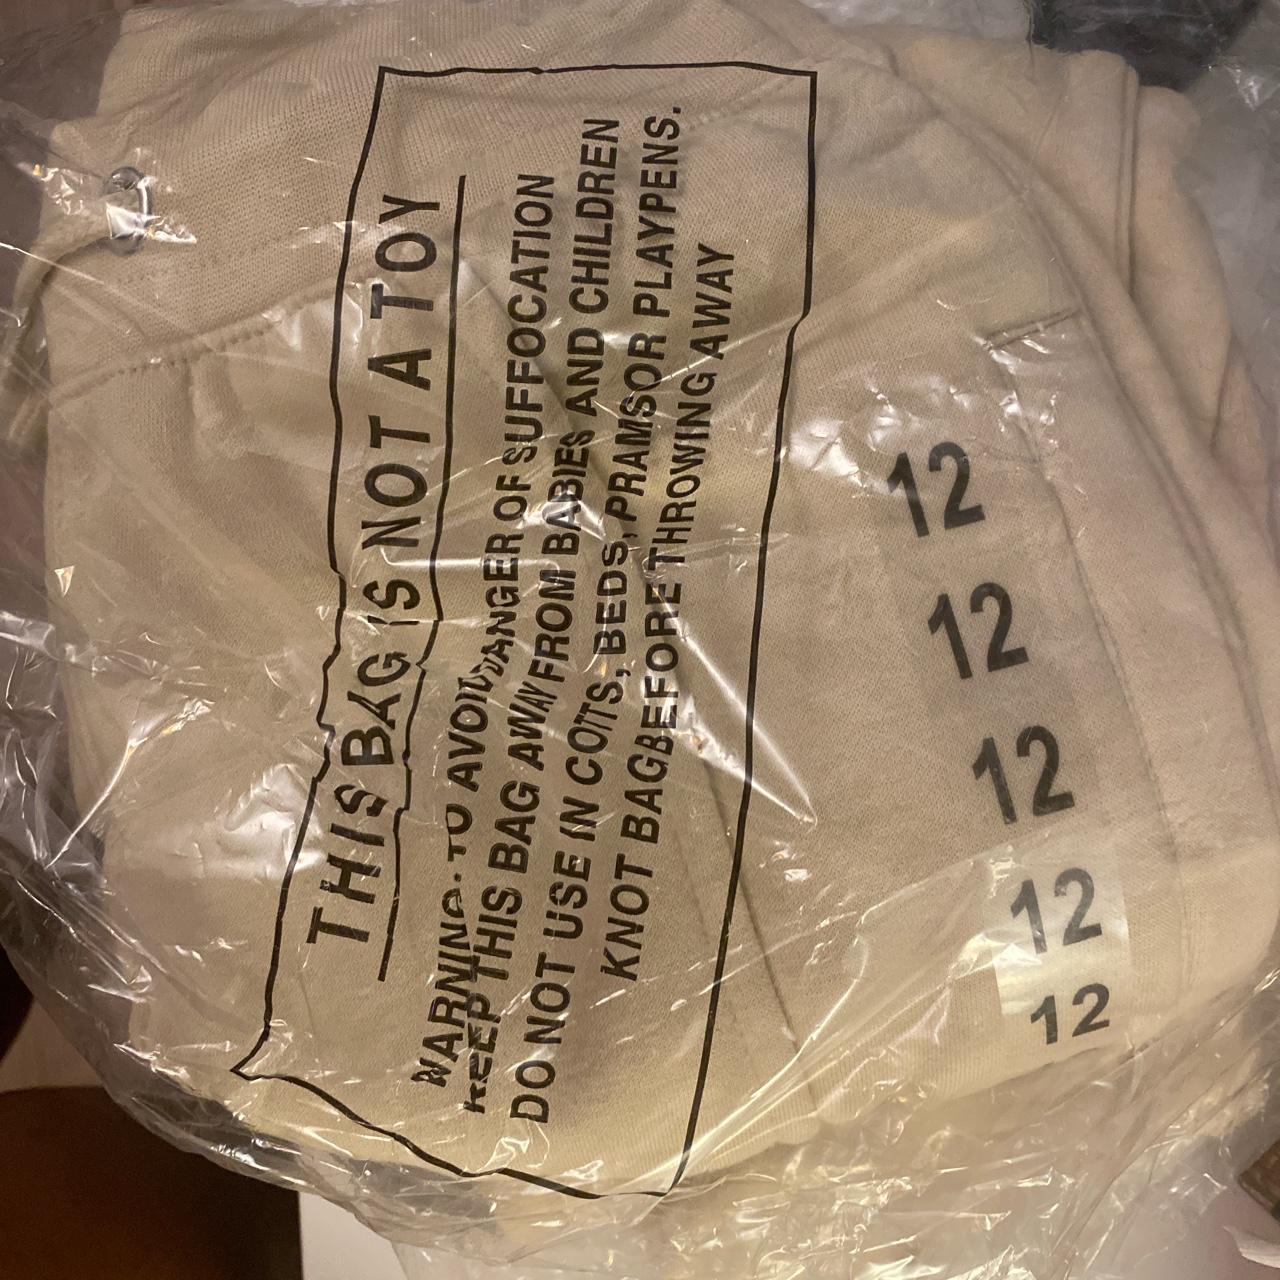 THIS BAG IS NOT A TOY
WARNING: TO AVOID DANGER OF SUFFOCATION
KEEP THIS BAG AWAY FROM BABIES AND CHILDREN
DO NOT USE IN COTTS, BEDS, PRAMSOR PLAYPENS.
KNOT BAGBEFORE THROWING AWAY
12
12
12
12
12